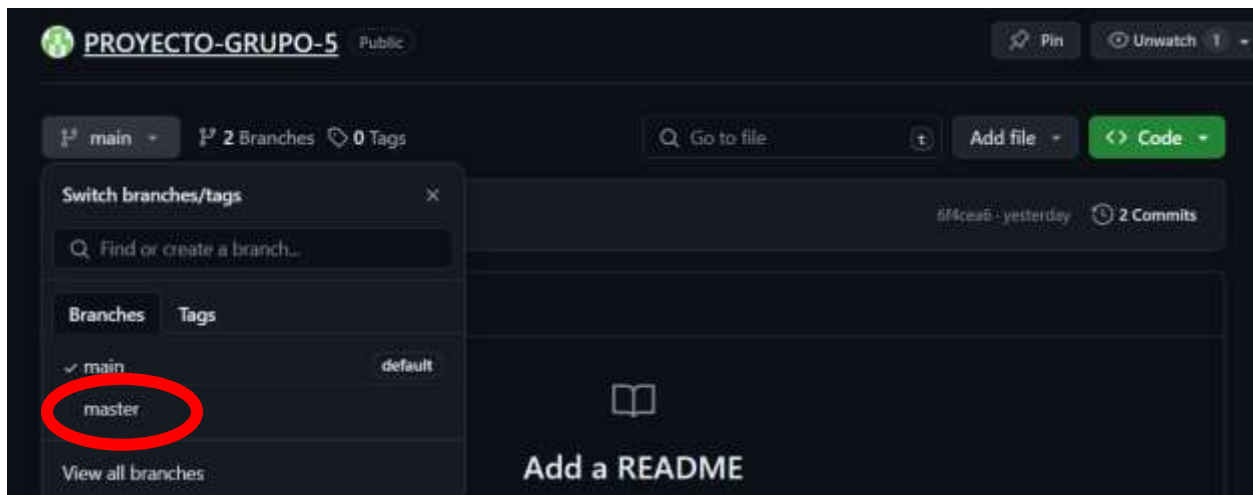 PROYECTO-GRUPO-5 Public Pin Unwatch 1
main 2 Branches 0 Tags Go to file t Add file <> Code
Switch branches/tags
6f4cea6 · yesterday 2 Commits
Find or create a branch...
Branches Tags
main default
master
View all branches
Add a README